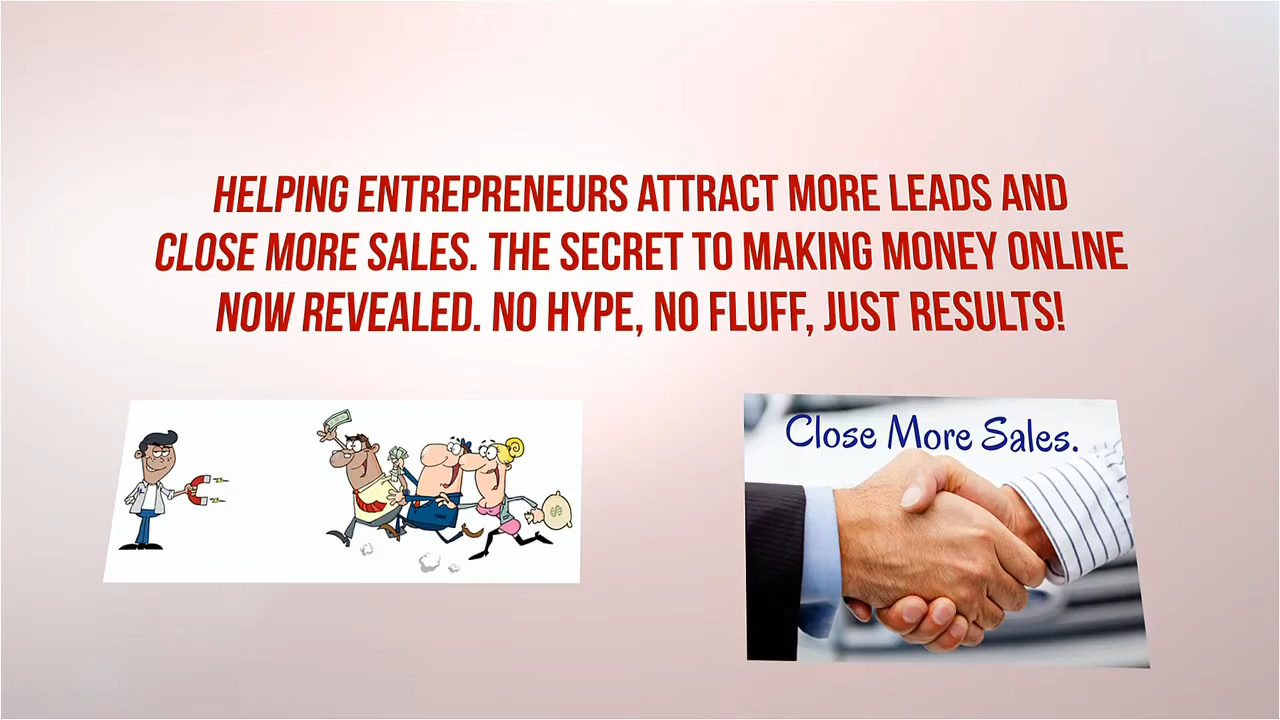 HELPING ENTREPRENEURS ATTRACT MORE LEADS AND
CLOSE MORE SALES. THE SECRET TO MAKING MONEY ONLINE
NOW REVEALED. NO HYPE, NO FLUFF, JUST RESULTS!
Close More Sales.
$